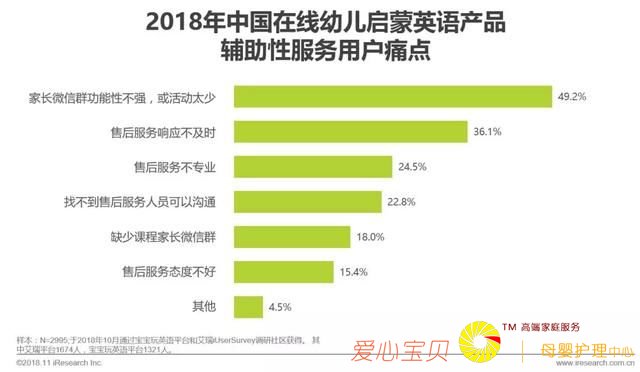 2018年中国在线幼儿启蒙英语产品
辅助性服务用户痛点
家长微信群功能性不强，或活动太少 49.2%
售后服务响应不及时 36.1%
售后服务不专业 24.5%
找不到售后服务人员可以沟通 22.8%
缺少课程家长微信群 18.0%
售后服务态度不好 15.4%
其他 4.5%
样本：N=2995;于2018年10月通过宝宝玩英语平台和艾瑞iUserSurvey调研社区获得。 其
中艾瑞平台1674人，宝宝玩英语平台1321人。
©2018.11 iResearch Inc.
www.iresearch.com.cn
爱心宝贝
TM 高端家庭服务
母婴护理中心